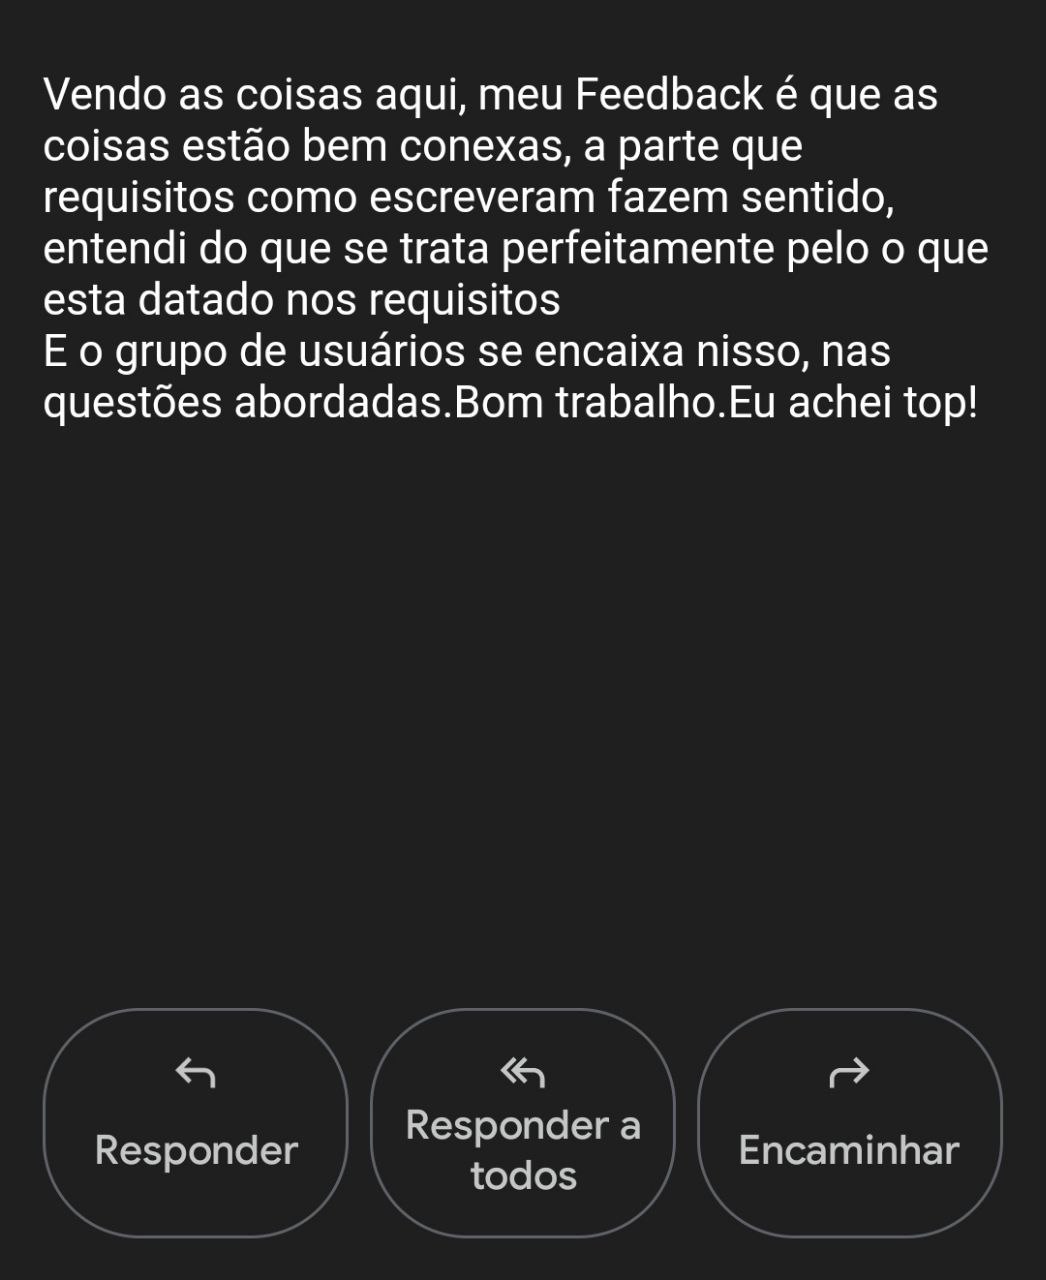 Vendo as coisas aqui, meu Feedback é que as
coisas estão bem conexas, a parte que
requisitos como escreveram fazem sentido,
entendi do que se trata perfeitamente pelo o que
esta datado nos requisitos
E o grupo de usuários se encaixa nisso, nas
questões abordadas.Bom trabalho.Eu achei top!
Responder
Responder a
todos
Encaminhar